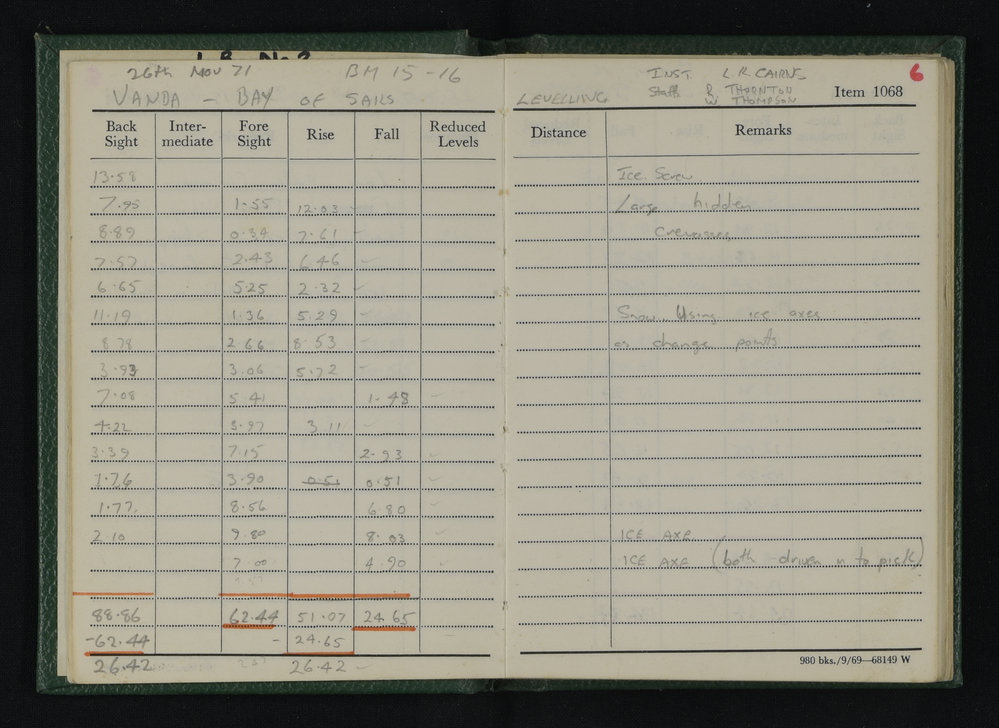 26th Nov 71 BM 15-16
VANDA - BAY OF SAILS
Back Sight Inter-mediate Fore Sight Rise Fall Reduced Levels
13.58
7.95 1.55 12.03
8.89 0.34 7.61
7.57 2.43 6.46
6.65 5.25 2.32
11.19 1.36 5.29
8.78 2.66 8.53
3.93 3.06 5.72
7.08 5.41 1.48
4.22 3.97 3.11
3.39 7.15 2.93
1.76 3.90 0.51 0.51
1.77 8.56 6.80
2.10 9.80 8.03
7.00 4.90
88.86 62.44 51.07 24.65
-62.44 - 24.65
26.42 26.42
INST. L.R. CAIRNS 6
Staff R THORNTON Item 1068
LEVELLING W THOMPSON
Distance Remarks
Ice Screw
Large hidden
crevasses
Snow Using ice axes
as change points
ICE AXE
ICE AXE (both driven in to pick)
980 bks./9/69—68149 W